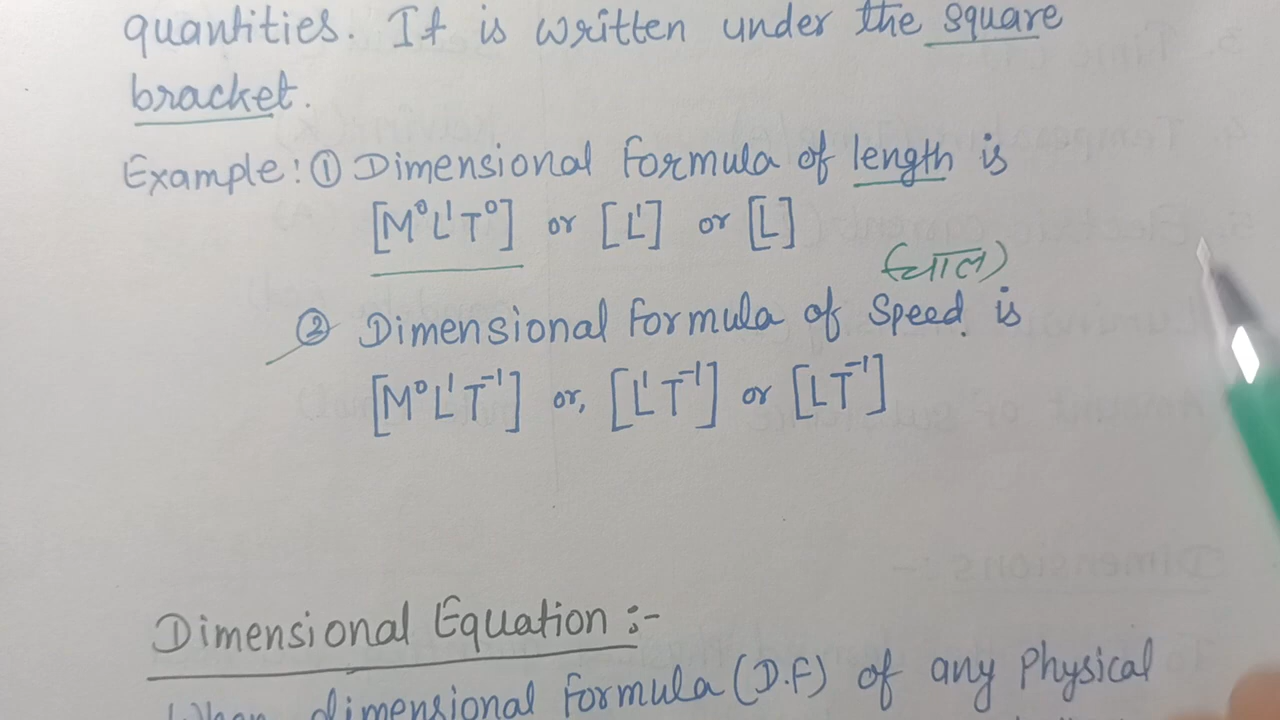 quantities. It is written under the square
bracket.
Example: ① Dimensional formula of length is
[M⁰L¹T⁰] or [L¹] or [L]
(चाल)
② Dimensional formula of Speed is
[M⁰L¹T⁻¹] or, [L¹T⁻¹] or [LT⁻¹]
Dimensional Equation :-
When dimensional formula (D.F) of any Physical